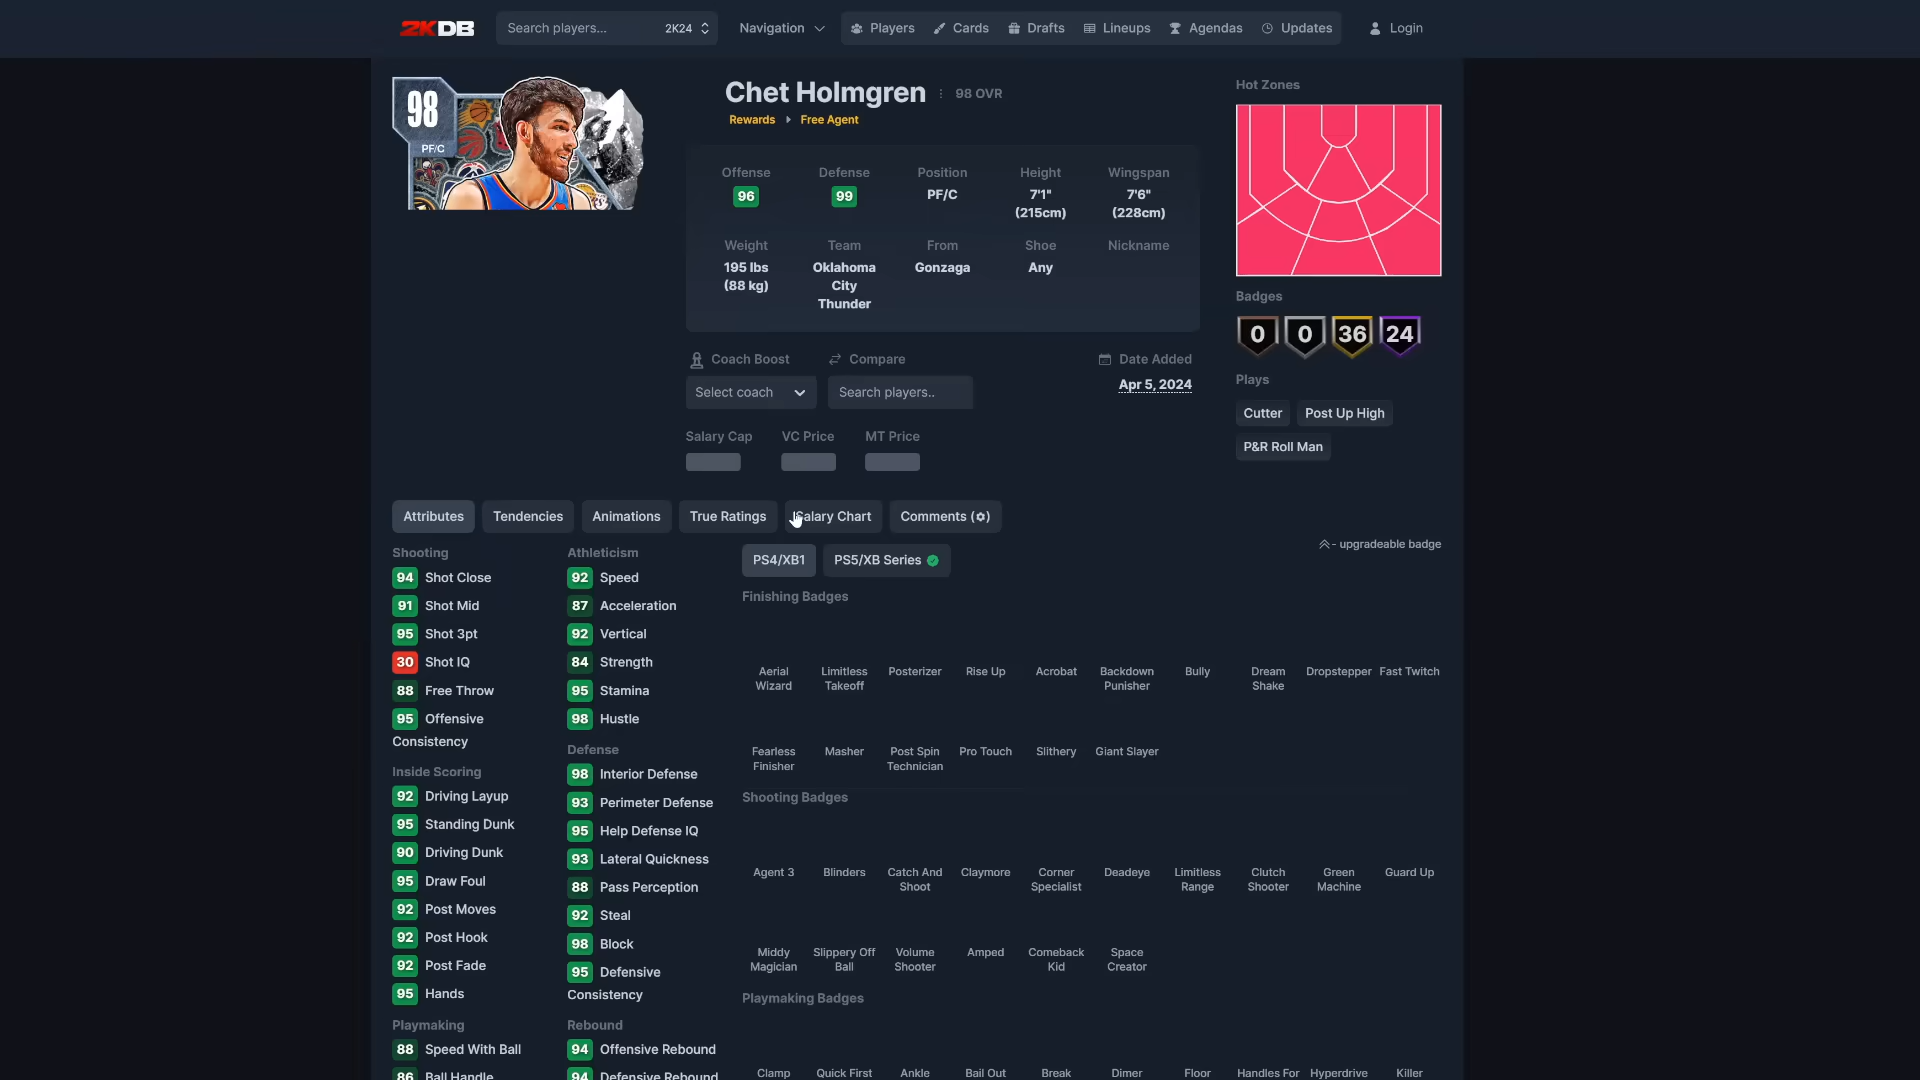 2KDB
Search players...
2K24
Navigation
Players
Cards
Drafts
Lineups
Agendas
Updates
Login
98
PF/C
Chet Holmgren
98 OVR
Rewards
Free Agent
Offense
Defense
Position
Height
Wingspan
96
99
PF/C
7'1"
7'6"
(215cm)
(228cm)
Weight
Team
From
Shoe
Nickname
195 lbs
Oklahoma
Gonzaga
Any
(88 kg)
City
Thunder
Coach Boost
Compare
Date Added
Select coach
Search players..
Apr 5, 2024
Salary Cap
VC Price
MT Price
Hot Zones
Badges
0
0
36
24
Plays
Cutter
Post Up High
P&R Roll Man
Attributes
Tendencies
Animations
True Ratings
Salary Chart
Comments
- upgradeable badge
Shooting
94 Shot Close
91 Shot Mid
95 Shot 3pt
30 Shot IQ
88 Free Throw
95 Offensive
Consistency
Inside Scoring
92 Driving Layup
95 Standing Dunk
90 Driving Dunk
95 Draw Foul
92 Post Moves
92 Post Hook
92 Post Fade
95 Hands
Playmaking
88 Speed With Ball
86 Ball Handle
Athleticism
92 Speed
87 Acceleration
92 Vertical
84 Strength
95 Stamina
98 Hustle
Defense
98 Interior Defense
93 Perimeter Defense
95 Help Defense IQ
93 Lateral Quickness
88 Pass Perception
92 Steal
98 Block
95 Defensive
Consistency
Rebound
94 Offensive Rebound
94 Defensive Rebound
PS4/XB1
PS5/XB Series
Finishing Badges
Aerial
Wizard
Limitless
Takeoff
Posterizer
Rise Up
Acrobat
Backdown
Punisher
Bully
Dream
Shake
Dropstepper
Fast Twitch
Fearless
Finisher
Masher
Post Spin
Technician
Pro Touch
Slithery
Giant Slayer
Shooting Badges
Agent 3
Blinders
Catch And
Shoot
Claymore
Corner
Specialist
Deadeye
Limitless
Range
Clutch
Shooter
Green
Machine
Guard Up
Middy
Magician
Slippery Off
Ball
Volume
Shooter
Amped
Comeback
Kid
Space
Creator
Playmaking Badges
Clamp
Quick First
Ankle
Bail Out
Break
Dimer
Floor
Handles For
Hyperdrive
Killer